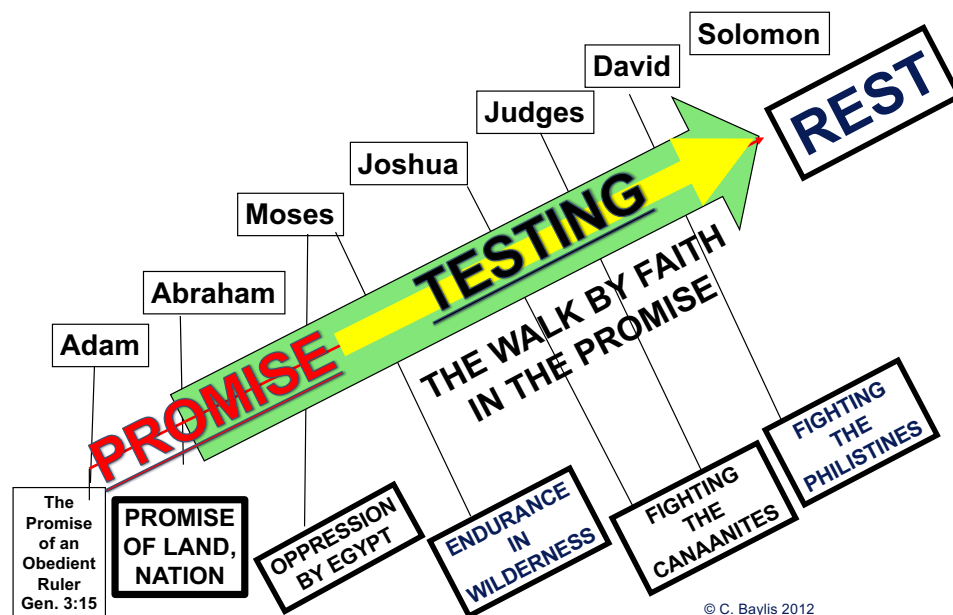 Solomon
David
Judges
Joshua
Moses
Abraham
Adam
REST
PROMISE
TESTING
THE WALK BY FAITH
IN THE PROMISE
The
Promise
of an
Obedient
Ruler
Gen. 3:15
PROMISE
OF LAND,
NATION
OPPRESSION
BY EGYPT
ENDURANCE
IN
WILDERNESS
FIGHTING
THE
CANAANITES
FIGHTING
THE
PHILISTINES
© C. Baylis 2012